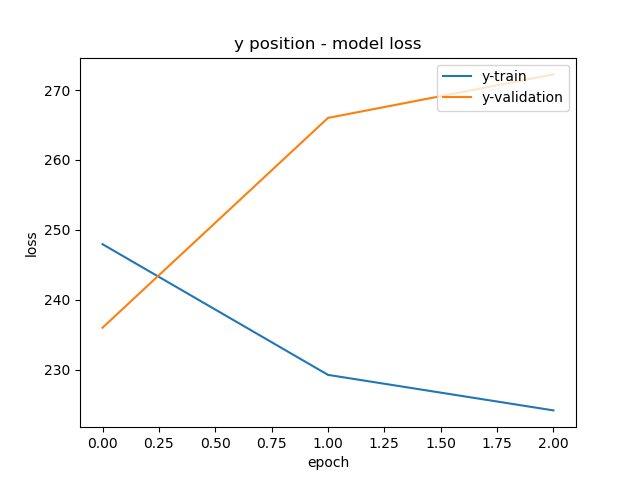 y position - model loss
y-train
y-validation
270
260
250
240
230
loss
0.00 0.25 0.50 0.75 1.00 1.25 1.50 1.75 2.00
epoch